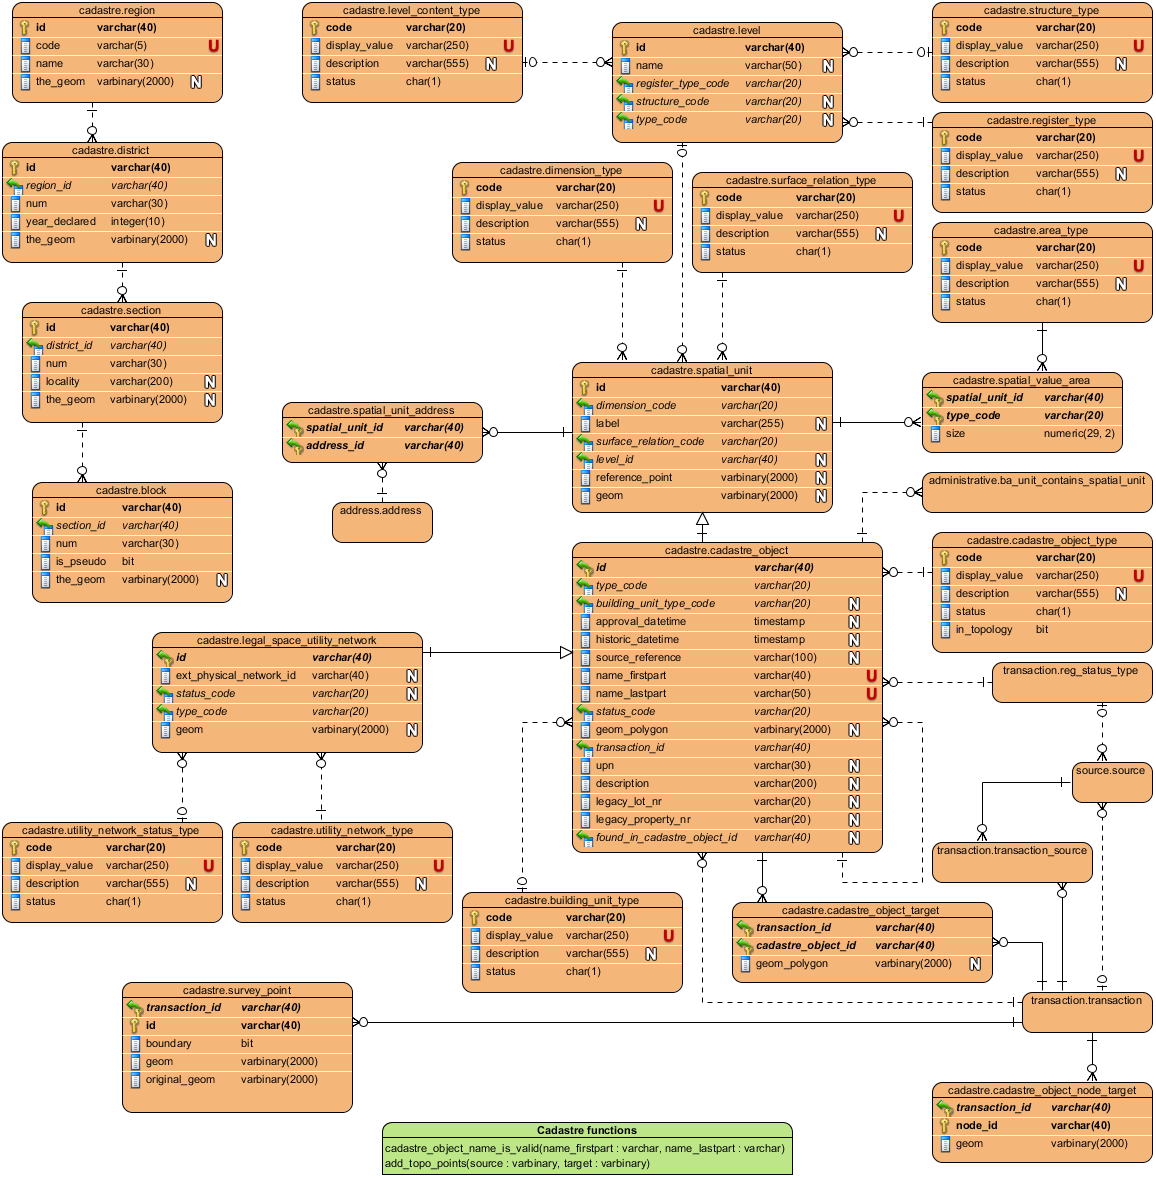 cadastre.region
id varchar(40)
code varchar(5) U
name varchar(30)
the_geom varbinary(2000) N
cadastre.level_content_type
code varchar(20)
display_value varchar(250) U
description varchar(555) N
status char(1)
cadastre.level
id varchar(40)
name varchar(50) N
register_type_code varchar(20)
structure_code varchar(20) N
type_code varchar(20) N
cadastre.structure_type
code varchar(20)
display_value varchar(250) U
description varchar(555) N
status char(1)
cadastre.register_type
code varchar(20)
display_value varchar(250) U
description varchar(555) N
status char(1)
cadastre.district
id varchar(40)
region_id varchar(40)
num varchar(30)
year_declared integer(10)
the_geom varbinary(2000) N
cadastre.dimension_type
code varchar(20)
display_value varchar(250) U
description varchar(555) N
status char(1)
cadastre.surface_relation_type
code varchar(20)
display_value varchar(250) U
description varchar(555) N
status char(1)
cadastre.area_type
code varchar(20)
display_value varchar(250) U
description varchar(555) N
status char(1)
cadastre.section
id varchar(40)
district_id varchar(40)
num varchar(30)
locality varchar(200) N
the_geom varbinary(2000) N
cadastre.spatial_unit
id varchar(40)
dimension_code varchar(20)
label varchar(255) N
surface_relation_code varchar(20)
level_id varchar(40) N
reference_point varbinary(2000) N
geom varbinary(2000) N
cadastre.spatial_value_area
spatial_unit_id varchar(40)
type_code varchar(20)
size numeric(29, 2)
cadastre.spatial_unit_address
spatial_unit_id varchar(40)
address_id varchar(40)
address.address
administrative.ba_unit_contains_spatial_unit
cadastre.block
id varchar(40)
section_id varchar(40)
num varchar(30)
is_pseudo bit
the_geom varbinary(2000) N
cadastre.cadastre_object
id varchar(40)
type_code varchar(20)
building_unit_type_code varchar(20) N
approval_datetime timestamp N
historic_datetime timestamp N
source_reference varchar(100) N
name_firstpart varchar(40) U
name_lastpart varchar(50) U
status_code varchar(20)
geom_polygon varbinary(2000) N
transaction_id varchar(40)
upn varchar(30) N
description varchar(200) N
legacy_lot_nr varchar(20) N
legacy_property_nr varchar(20) N
found_in_cadastre_object_id varchar(40) N
cadastre.cadastre_object_type
code varchar(20)
display_value varchar(250) U
description varchar(555) N
status char(1)
in_topology bit
cadastre.legal_space_utility_network
id varchar(40)
ext_physical_network_id varchar(40) N
status_code varchar(20) N
type_code varchar(20)
geom varbinary(2000) N
transaction.reg_status_type
source.source
cadastre.utility_network_status_type
code varchar(20)
display_value varchar(250) U
description varchar(555) N
status char(1)
cadastre.utility_network_type
code varchar(20)
display_value varchar(250) U
description varchar(555) N
status char(1)
transaction.transaction_source
cadastre.building_unit_type
code varchar(20)
display_value varchar(250) U
description varchar(555) N
status char(1)
cadastre.cadastre_object_target
transaction_id varchar(40)
cadastre_object_id varchar(40)
geom_polygon varbinary(2000) N
cadastre.survey_point
transaction_id varchar(40)
id varchar(40)
boundary bit
geom varbinary(2000)
original_geom varbinary(2000)
transaction.transaction
cadastre.cadastre_object_node_target
transaction_id varchar(40)
node_id varchar(40)
geom varbinary(2000)
Cadastre functions
cadastre_object_name_is_valid(name_firstpart : varchar, name_lastpart : varchar)
add_topo_points(source : varbinary, target : varbinary)